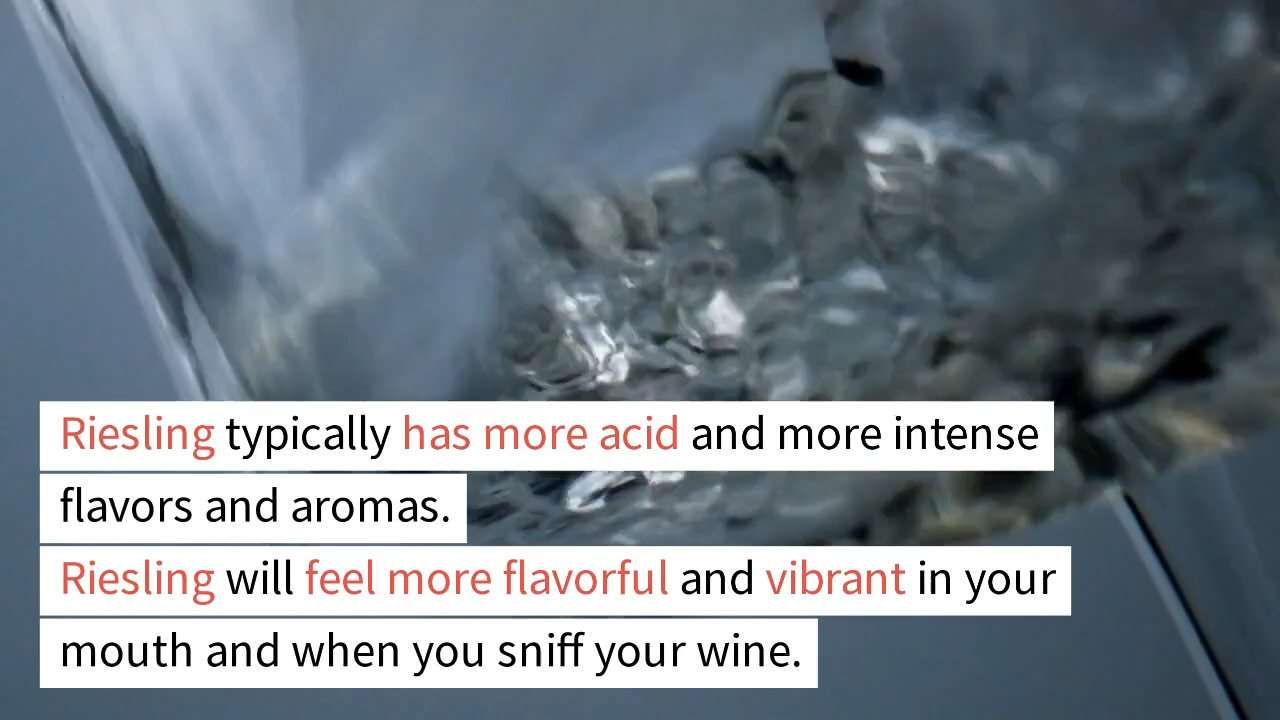 Riesling typically has more acid and more intense
flavors and aromas.
Riesling will feel more flavorful and vibrant in your
mouth and when you sniff your wine.